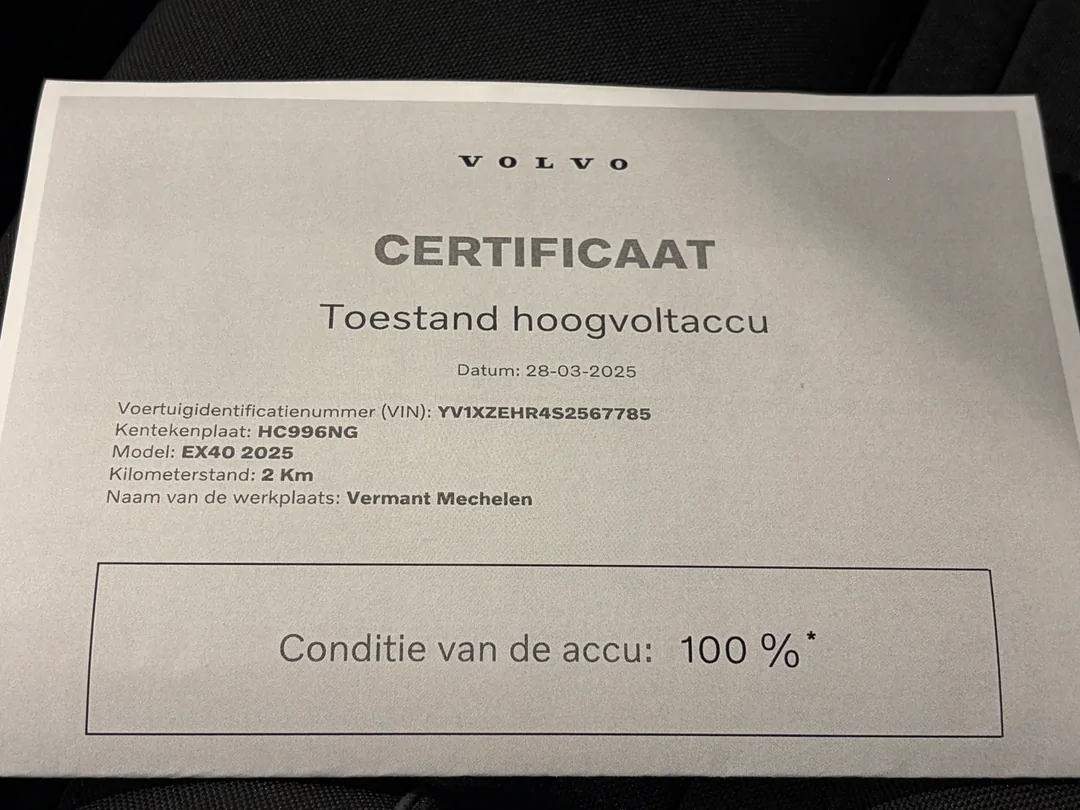 VOLVO
CERTIFICAAT
Toestand hoogvoltaccu
Datum: 28-03-2025
Voertuigidentificatienummer (VIN): YV1XZEHR4S2567785
Kentekenplaat: HC996NG
Model: EX40 2025
Kilometerstand: 2 Km
Naam van de werkplaats: Vermant Mechelen
Conditie van de accu: 100 %*